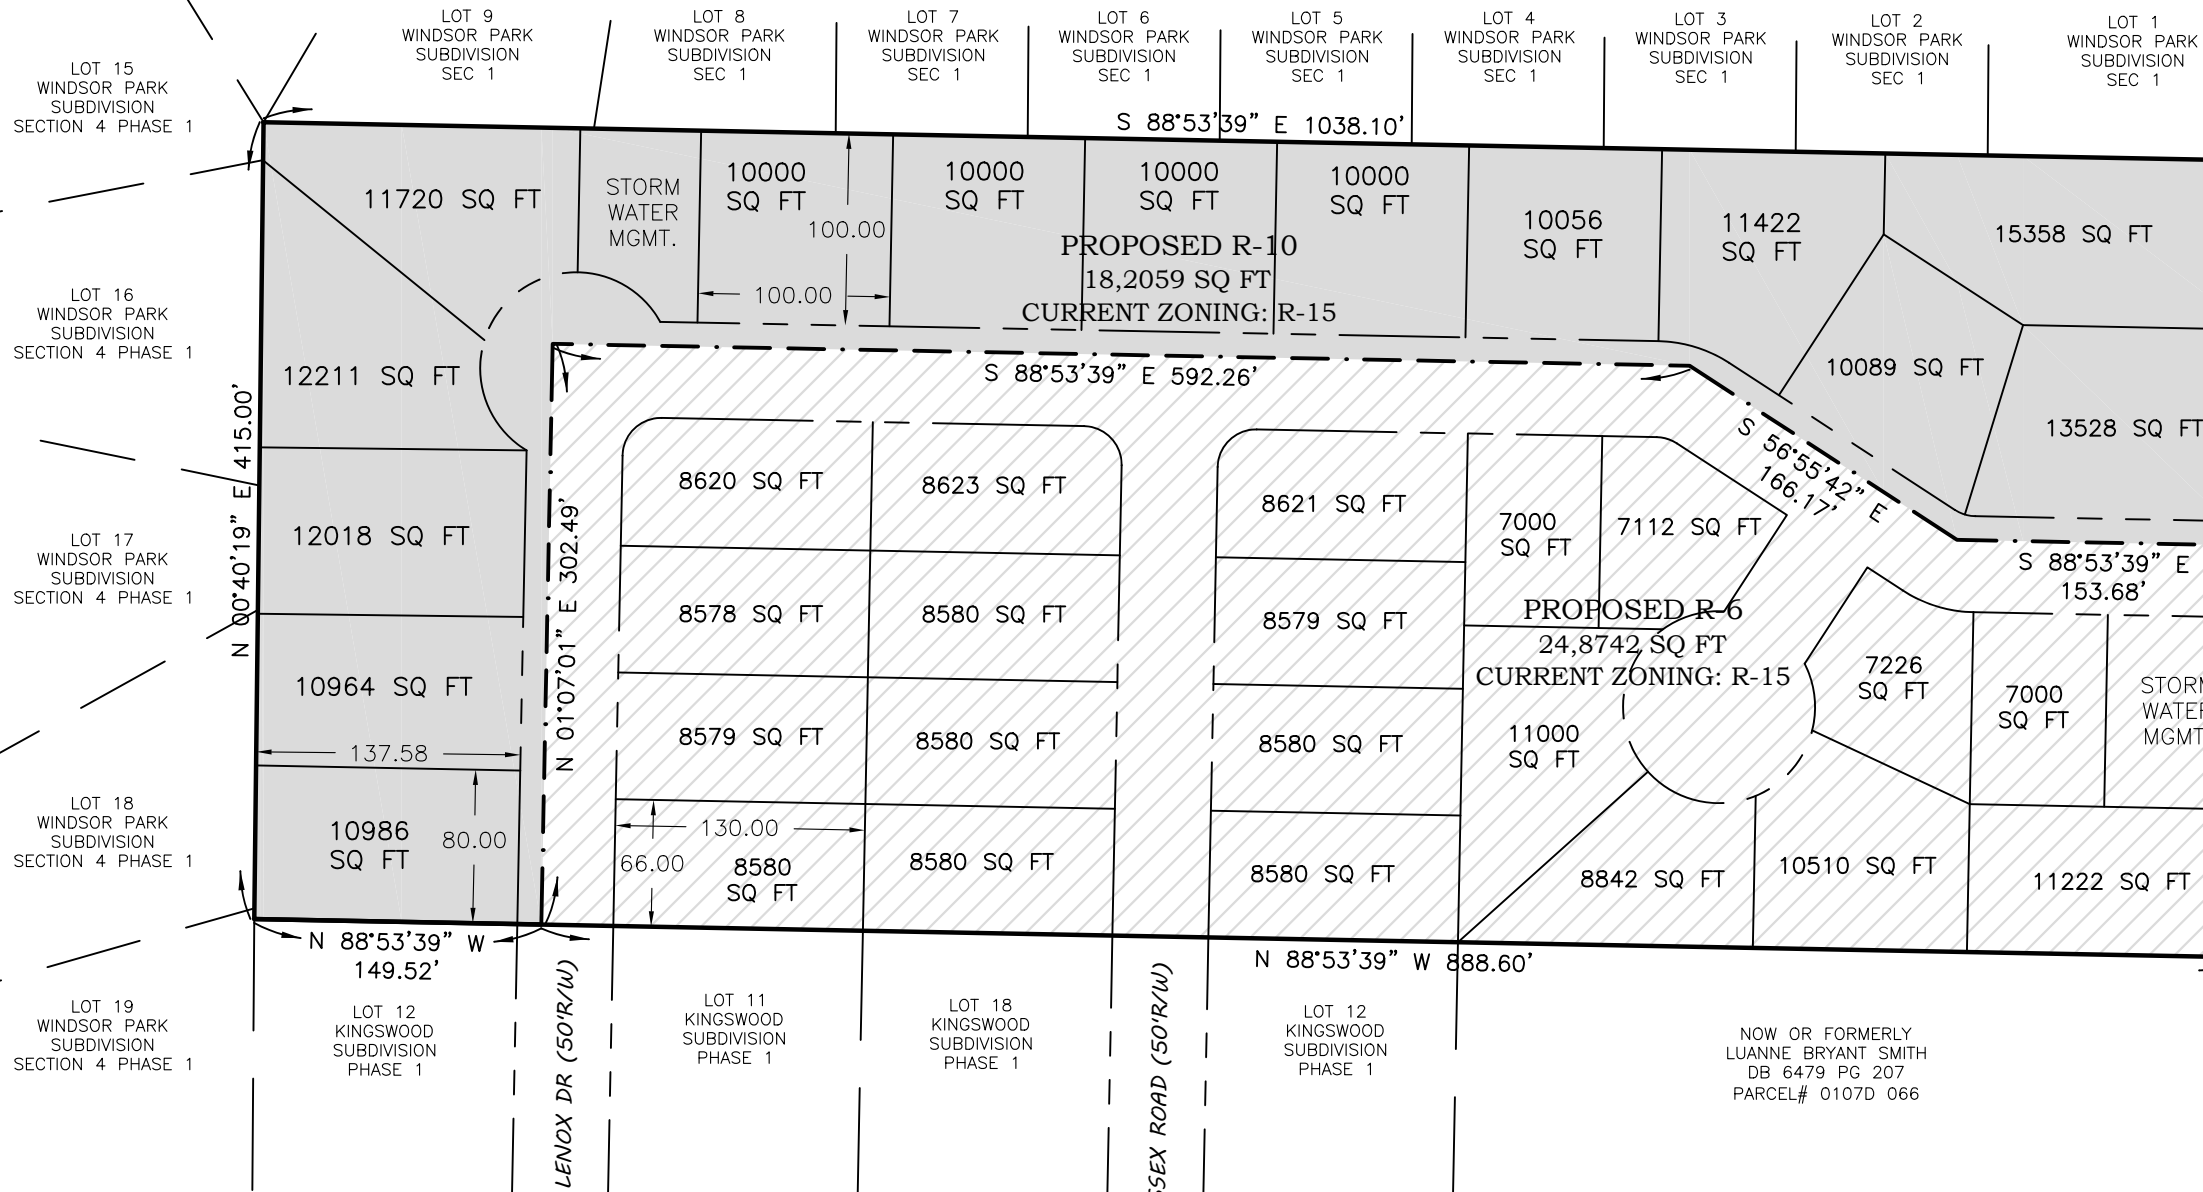 LOT 9
WINDSOR PARK
SUBDIVISION
SEC 1
LOT 8
WINDSOR PARK
SUBDIVISION
SEC 1
LOT 7
WINDSOR PARK
SUBDIVISION
SEC 1
LOT 6
WINDSOR PARK
SUBDIVISION
SEC 1
LOT 5
WINDSOR PARK
SUBDIVISION
SEC 1
LOT 4
WINDSOR PARK
SUBDIVISION
SEC 1
LOT 3
WINDSOR PARK
SUBDIVISION
SEC 1
LOT 2
WINDSOR PARK
SUBDIVISION
SEC 1
LOT 1
WINDSOR PARK
SUBDIVISION
SEC 1
LOT 15
WINDSOR PARK
SUBDIVISION
SECTION 4 PHASE 1
S 88°53'39" E 1038.10'
11720 SQ FT
STORM
WATER
MGMT.
10000
SQ FT
100.00
100.00
10000
SQ FT
10000
SQ FT
10000
SQ FT
10056
SQ FT
11422
SQ FT
15358 SQ FT
PROPOSED R-10
18,2059 SQ FT
CURRENT ZONING: R-15
LOT 16
WINDSOR PARK
SUBDIVISION
SECTION 4 PHASE 1
12211 SQ FT
S 88°53'39" E 592.26'
10089 SQ FT
13528 SQ FT
N 00°40'19" E 415.00'
S 56°55'42" E
166.17'
8620 SQ FT
8623 SQ FT
8621 SQ FT
7000
SQ FT
7112 SQ FT
12018 SQ FT
N 01°07'01" E 302.49'
LOT 17
WINDSOR PARK
SUBDIVISION
SECTION 4 PHASE 1
S 88°53'39" E
153.68'
8578 SQ FT
8580 SQ FT
8579 SQ FT
PROPOSED R-6
24,8742 SQ FT
CURRENT ZONING: R-15
7226
SQ FT
7000
SQ FT
STORM
WATER
MGMT
10964 SQ FT
137.58
8579 SQ FT
8580 SQ FT
8580 SQ FT
11000
SQ FT
LOT 18
WINDSOR PARK
SUBDIVISION
SECTION 4 PHASE 1
10986
SQ FT
80.00
130.00
66.00
8580
SQ FT
8580 SQ FT
8580 SQ FT
8842 SQ FT
10510 SQ FT
11222 SQ FT
N 88°53'39" W
149.52'
N 88°53'39" W 888.60'
LOT 19
WINDSOR PARK
SUBDIVISION
SECTION 4 PHASE 1
LOT 12
KINGSWOOD
SUBDIVISION
PHASE 1
LENOX DR (50'R/W)
LOT 11
KINGSWOOD
SUBDIVISION
PHASE 1
LOT 18
KINGSWOOD
SUBDIVISION
PHASE 1
SSEX ROAD (50'R/W)
LOT 12
KINGSWOOD
SUBDIVISION
PHASE 1
NOW OR FORMERLY
LUANNE BRYANT SMITH
DB 6479 PG 207
PARCEL# 0107D 066